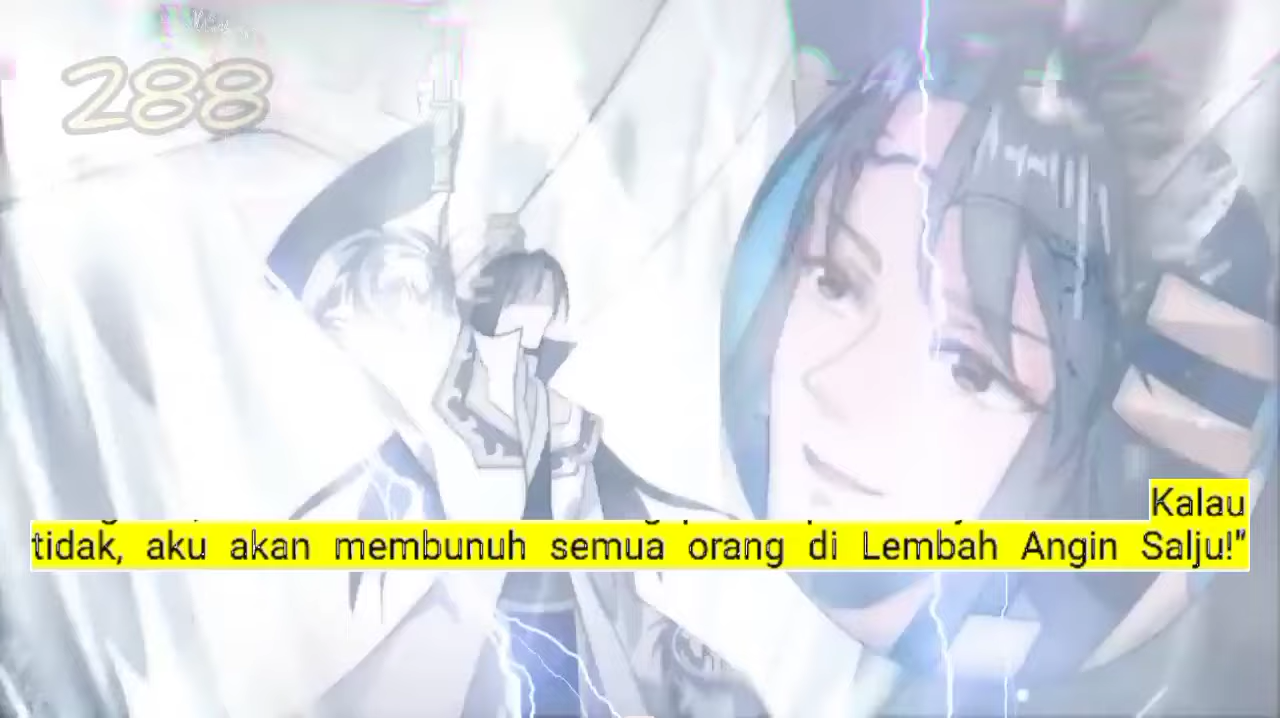 288
Kalau
tidak, aku akan membunuh semua orang di Lembah Angin Salju!”